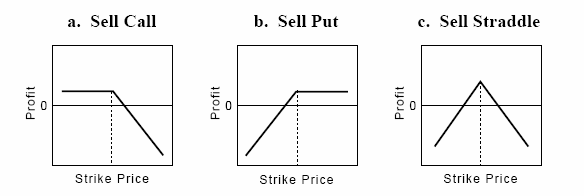 a. Sell Call
b. Sell Put
c. Sell Straddle
Profit
0
Strike Price
Profit
0
Strike Price
Profit
0
Strike Price